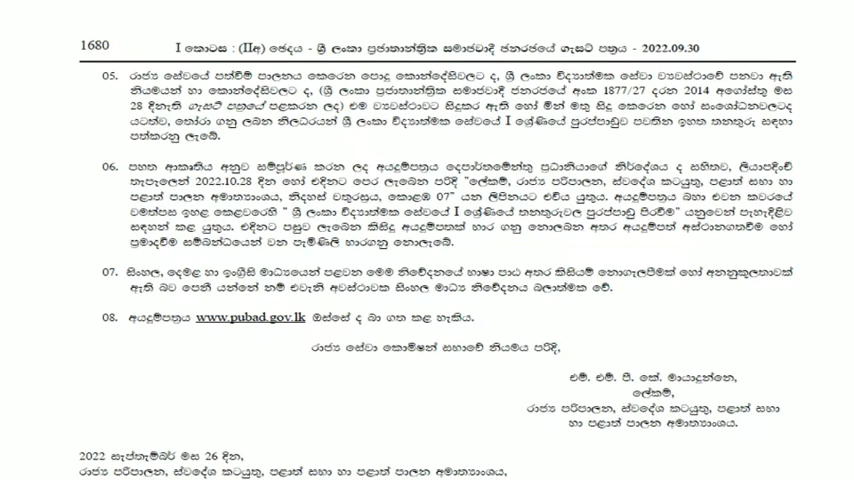 1680
I කොටස : (IIඅ) ඡේදය - ශ්‍රී ලංකා ප්‍රජාතාන්ත්‍රික සමාජවාදී ජනරජයේ ගැසට් පත්‍රය - 2022.09.30
05. රාජ්‍ය සේවයේ පත්වීම් පාලනය කෙරෙන පොදු කොන්දේසිවලට ද, ශ්‍රී ලංකා විද්‍යාත්මක සේවා ව්‍යවස්ථාවේ පනවා ඇති
නියමයන් හා කොන්දේසිවලට ද, (ශ්‍රී ලංකා ප්‍රජාතාන්ත්‍රික සමාජවාදී ජනරජයේ අංක 1877/27 දරන 2014 අගෝස්තු මස
28 දිනැති ගැසට් පත්‍රයේ පළකරන ලද) එම ව්‍යවස්ථාවට සිදුකර ඇති හෝ මින් මතු සිදු කෙරෙන හෝ සංශෝධනවලටද
යටත්ව, තෝරා ගනු ලබන නිලධරයන් ශ්‍රී ලංකා විද්‍යාත්මක සේවයේ I ශ්‍රේණියේ පුරප්පාඩුව පවතින ඉහත තනතුරු සඳහා
පත්කරනු ලැබේ.
06. පහත ආකෘතිය අනුව සම්පූර්ණ කරන ලද අයදුම්පත්‍රය දෙපාර්තමේන්තු ප්‍රධානියාගේ නිර්දේශය ද සහිතව, ලියාපදිංචි
තැපෑලෙන් 2022.10.28 දින හෝ එදිනට පෙර ලැබෙන පරිදි "ලේකම්, රාජ්‍ය පරිපාලන, ස්වදේශ කටයුතු, පළාත් සභා හා
පළාත් පාලන අමාත්‍යාංශය, නිදහස් චතුරස්‍රය, කොළඹ 07" යන ලිපිනයට එවිය යුතුය. අයදුම්පත්‍රය බහා එවන කවරයේ
වම්පස ඉහළ කෙළවරෙහි " ශ්‍රී ලංකා විද්‍යාත්මක සේවයේ I ශ්‍රේණියේ තනතුරුවල පුරප්පාඩු පිරවීම" යනුවෙන් පැහැදිලිව
සඳහන් කළ යුතුය. එදිනට පසුව ලැබෙන කිසිදු අයදුම්පතක් භාර ගනු නොලබන අතර අයදුම්පත් අස්ථානගතවීම හෝ
ප්‍රමාදවීම සම්බන්ධයෙන් වන පැමිණිලි භාරගනු නොලැබේ.
07. සිංහල, දෙමළ හා ඉංග්‍රීසි මාධ්‍යයෙන් පළවන මෙම නිවේදනයේ භාෂා පාඨ අතර කිසියම් නොගැලපීමක් හෝ අනනුකූලතාවක්
ඇති බව පෙනී යන්නේ නම් එවැනි අවස්ථාවක සිංහල මාධ්‍ය නිවේදනය බලාත්මක වේ.
08. අයදුම්පත්‍රය www.pubad.gov.lk ඔස්සේ ද බා ගත කළ හැකිය.
රාජ්‍ය සේවා කොමිෂන් සභාවේ නියමය පරිදි,
එම්. එම්. පී. කේ. මායාදුන්නෙ,
ලේකම්,
රාජ්‍ය පරිපාලන, ස්වදේශ කටයුතු, පළාත් සභා
හා පළාත් පාලන අමාත්‍යාංශය.
2022 සැප්තැම්බර් මස 26 දින,
රාජ්‍ය පරිපාලන, ස්වදේශ කටයුතු, පළාත් සභා හා පළාත් පාලන අමාත්‍යාංශය,